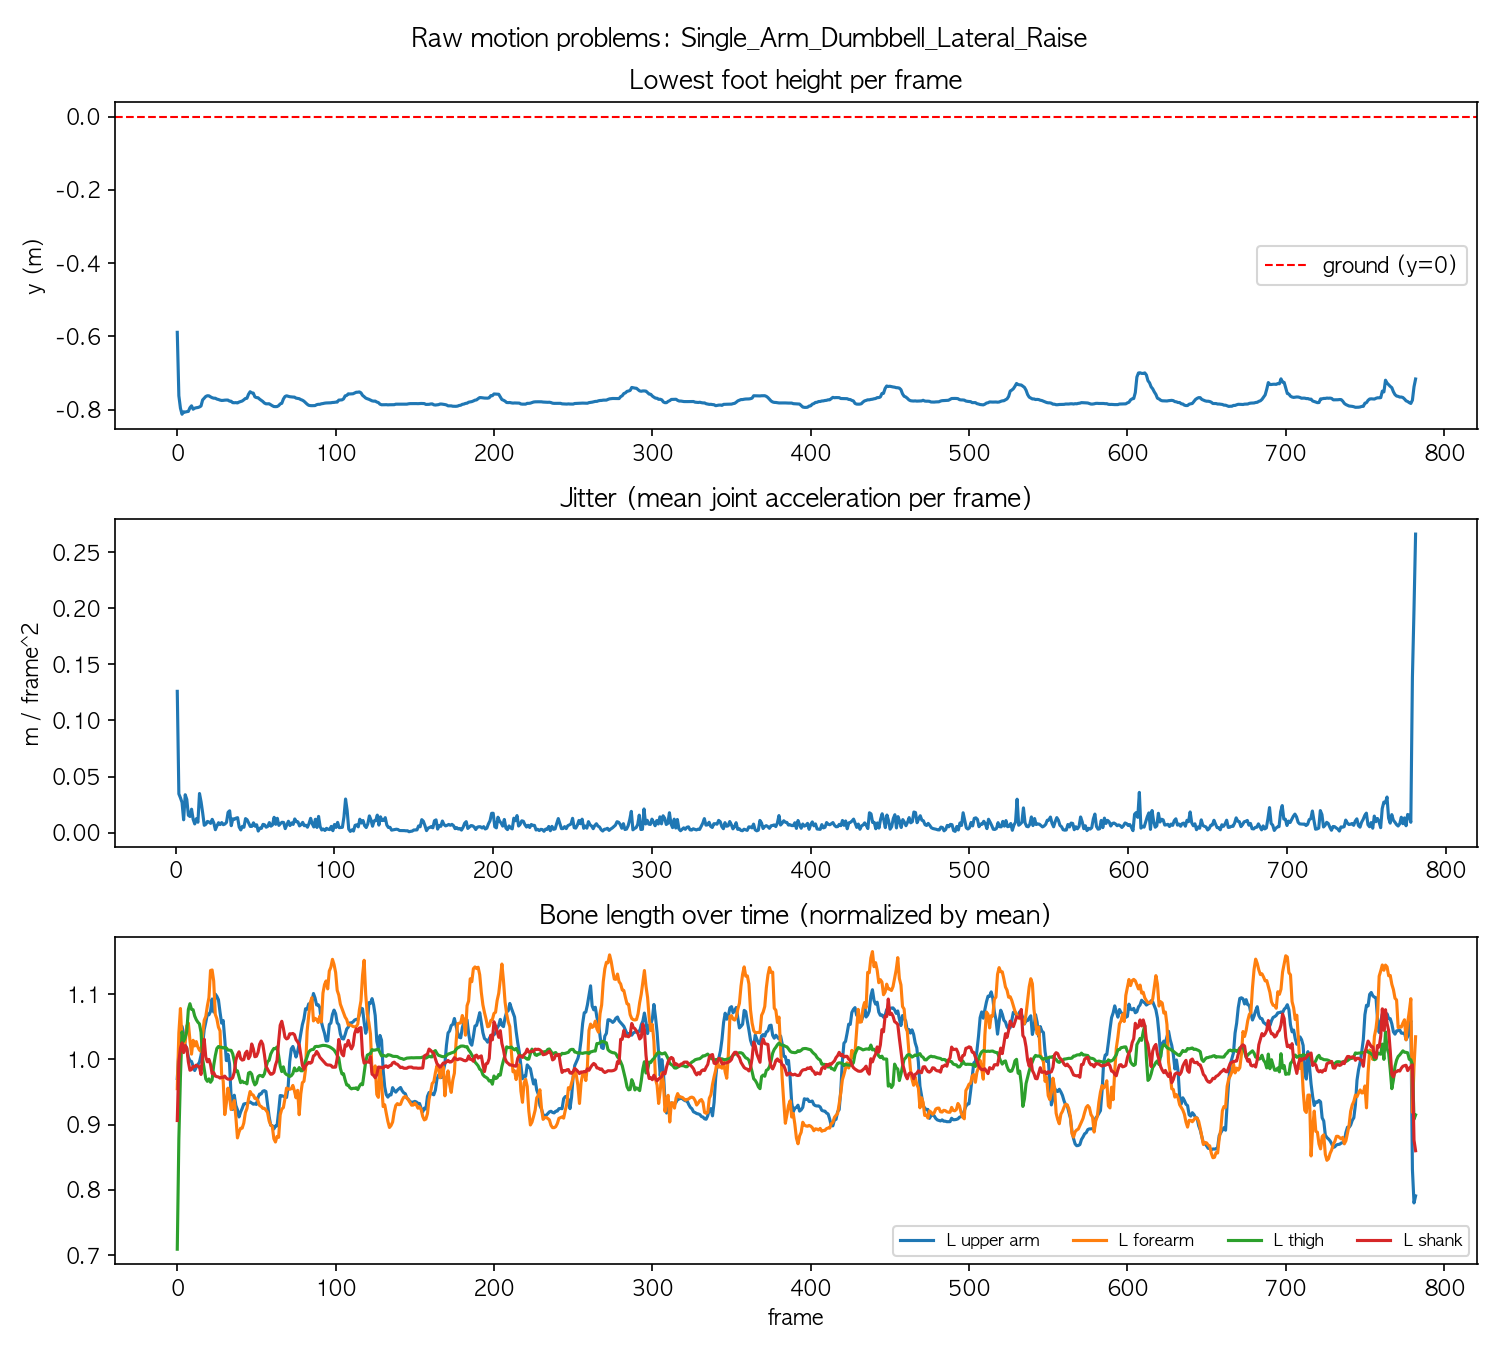 Raw motion problems: Single_Arm_Dumbbell_Lateral_Raise
Lowest foot height per frame
y (m)
0.0
-0.2
-0.4
-0.6
-0.8
ground (y=0)
0 100 200 300 400 500 600 700 800
Jitter (mean joint acceleration per frame)
m / frame^2
0.25
0.20
0.15
0.10
0.05
0.00
0 100 200 300 400 500 600 700 800
Bone length over time (normalized by mean)
1.1
1.0
0.9
0.8
0.7
L upper arm L forearm L thigh L shank
0 100 200 300 400 500 600 700 800
frame